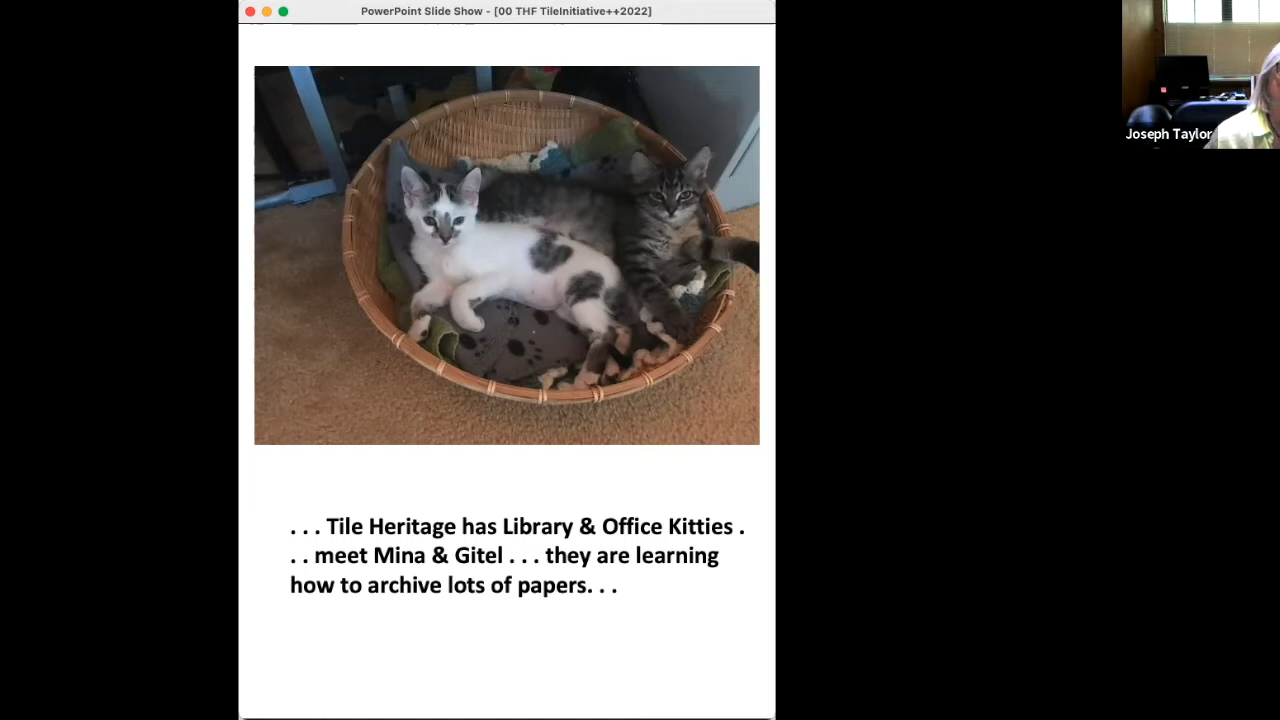 PowerPoint Slide Show - [00 THF TileInitiative++2022]
Joseph Taylor
. . . Tile Heritage has Library & Office Kitties .
. . meet Mina & Gitel . . . they are learning
how to archive lots of papers. . .